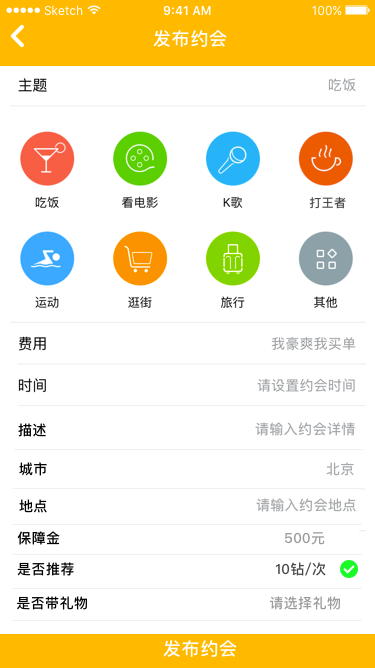 Sketch 9:41 AM 100%
发布约会
主题 吃饭
吃饭 看电影 K歌 打王者
运动 逛街 旅行 其他
费用 我豪爽我买单
时间 请设置约会时间
描述 请输入约会详情
城市 北京
地点 请输入约会地点
保障金 500元
是否推荐 10钻/次
是否带礼物 请选择礼物
发布约会